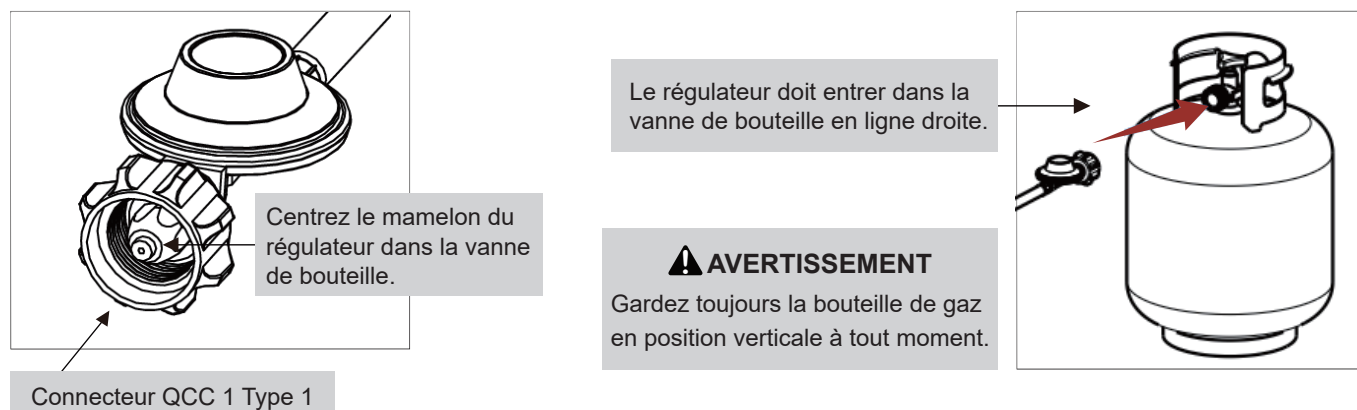 Centrez le mamelon du
régulateur dans la vanne
de bouteille.
Connecteur QCC 1 Type 1
Le régulateur doit entrer dans la
vanne de bouteille en ligne droite.
AVERTISSEMENT
Gardez toujours la bouteille de gaz
en position verticale à tout moment.